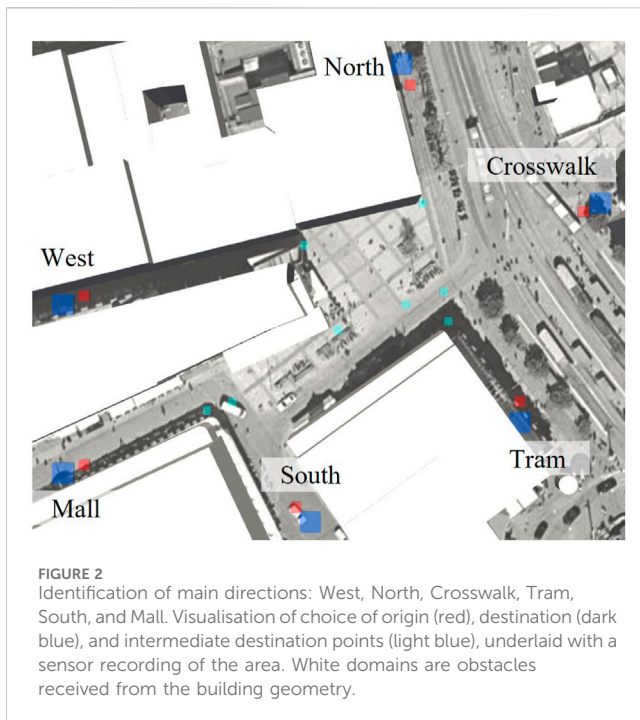 North
Crosswalk
West
Tram
South
Mall
FIGURE 2
Identification of main directions: West, North, Crosswalk, Tram,
South, and Mall. Visualisation of choice of origin (red), destination (dark
blue), and intermediate destination points (light blue), underlaid with a
sensor recording of the area. White domains are obstacles
received from the building geometry.